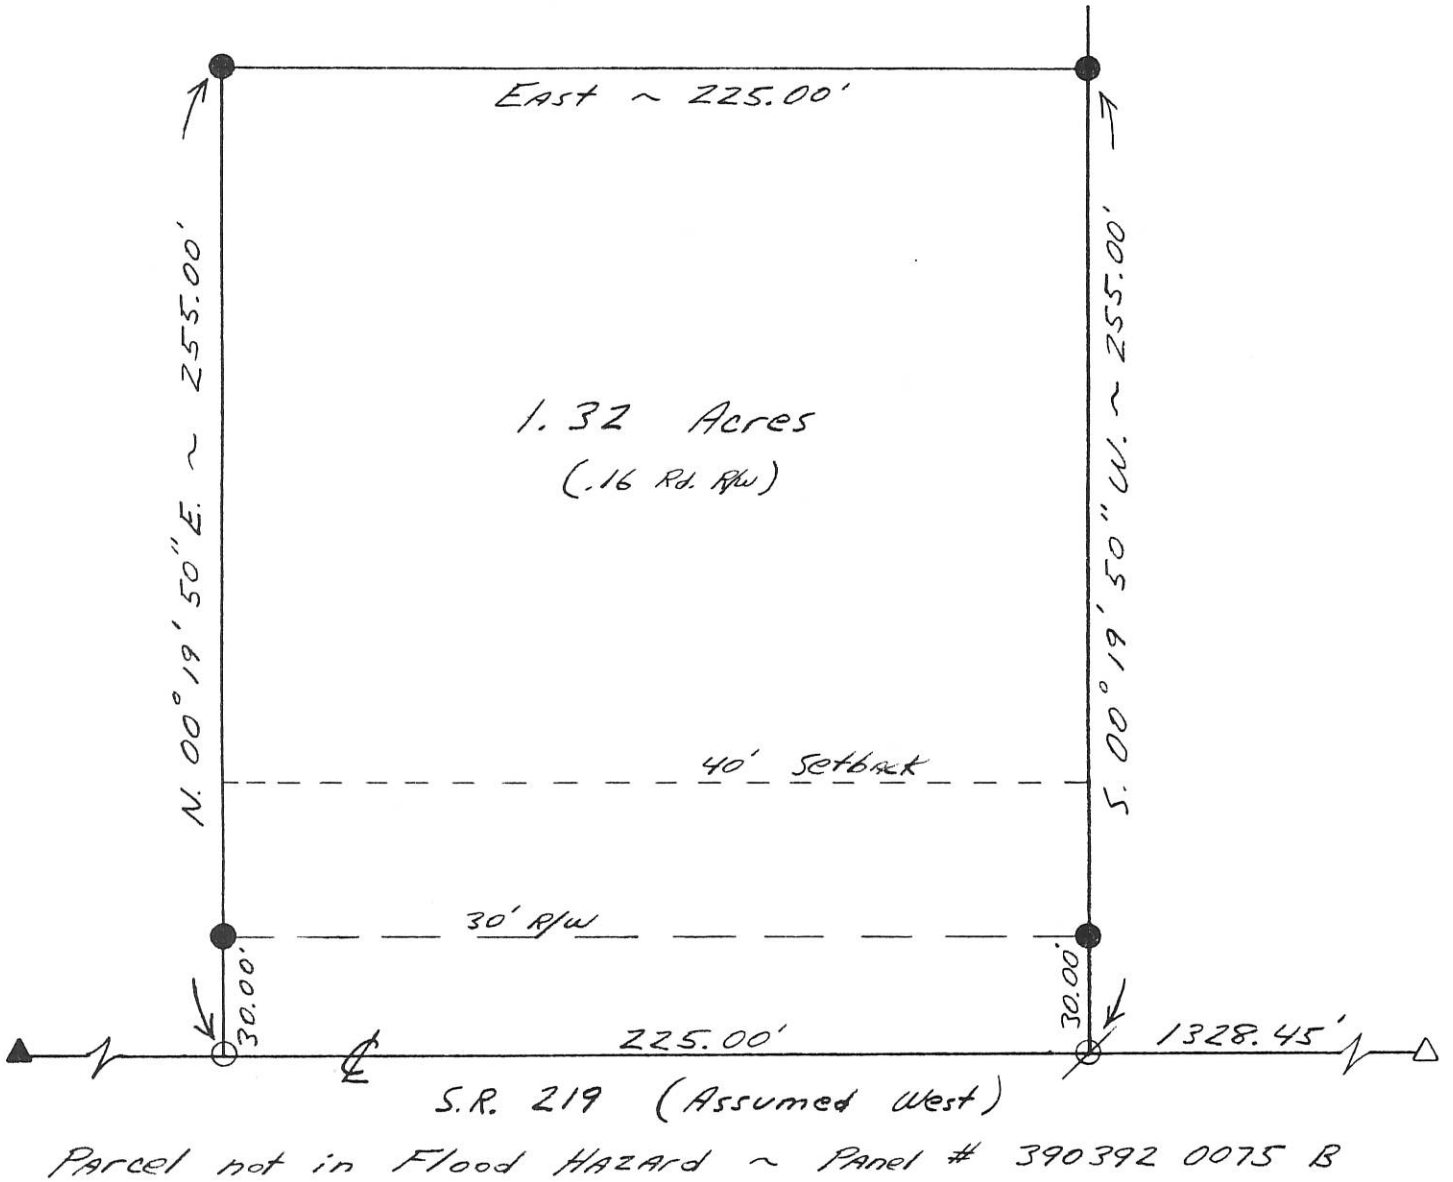 East ~ 225.00'
N. 00° 19' 50" E. ~ 255.00'
S. 00° 19' 50" W. ~ 255.00'
1.32 Acres
(.16 Rd. R/W)
40' Setback
30' R/W
30.00'
30.00'
225.00'
1328.45'
℄
S.R. 219 (Assumed West)
Parcel not in Flood HAZArd ~ PAnel # 390392 0075 B